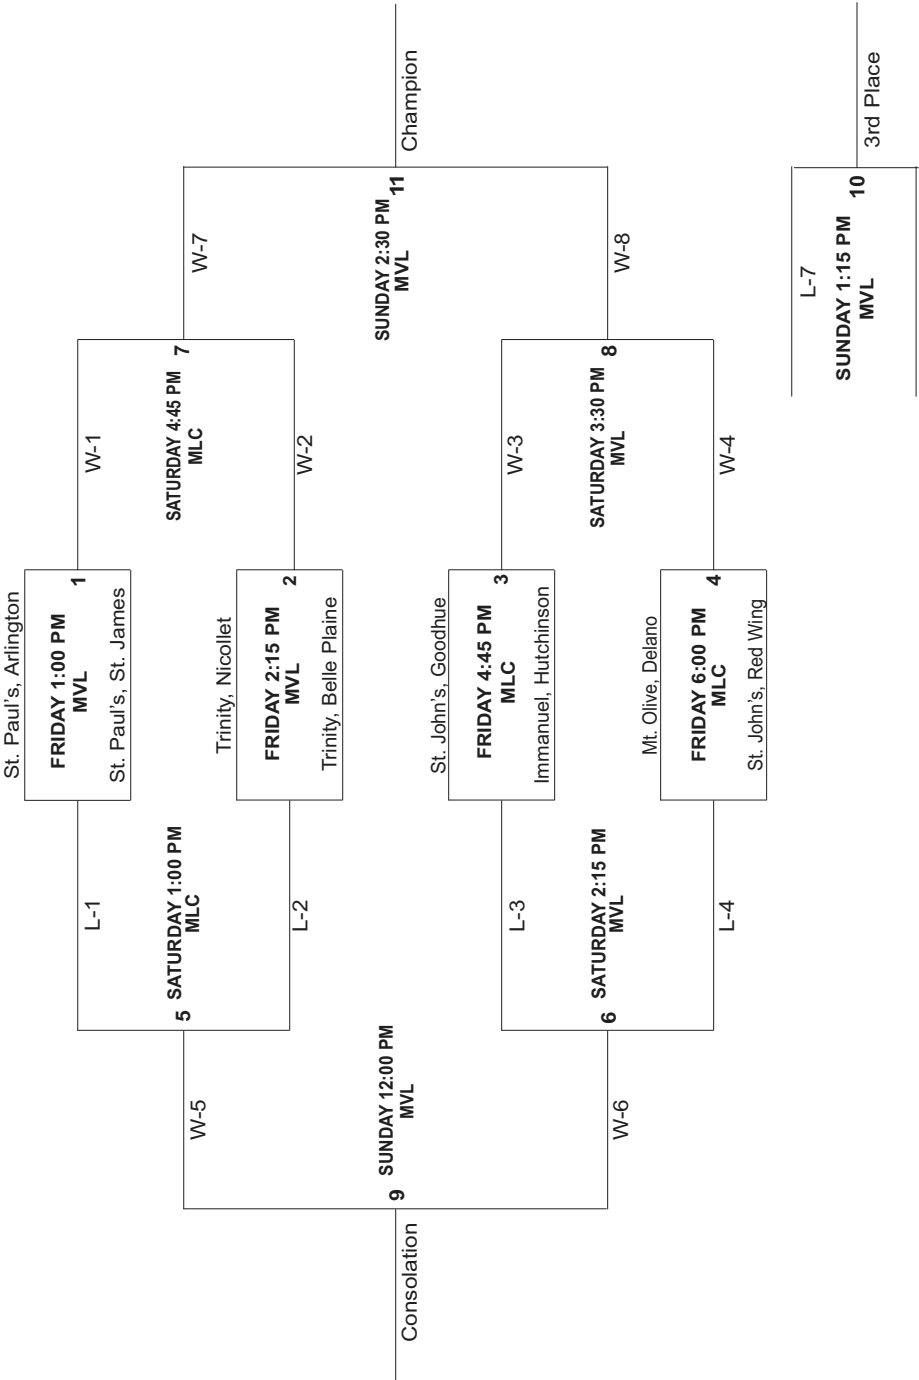 St. Paul's, Arlington
FRIDAY 1:00 PM
MVL
1
St. Paul's, St. James
Trinity, Nicollet
FRIDAY 2:15 PM
MVL
2
Trinity, Belle Plaine
St. John's, Goodhue
FRIDAY 4:45 PM
MLC
3
Immanuel, Hutchinson
Mt. Olive, Delano
FRIDAY 6:00 PM
MLC
4
St. John's, Red Wing
L-1
SATURDAY 1:00 PM
MLC
5
L-2
L-3
SATURDAY 2:15 PM
MVL
6
L-4
W-1
SATURDAY 4:45 PM
MLC
7
W-2
W-3
SATURDAY 3:30 PM
MVL
8
W-4
W-5
SUNDAY 12:00 PM
MVL
9
W-6
Consolation
W-7
SUNDAY 2:30 PM
MVL
11
W-8
Champion
L-7
SUNDAY 1:15 PM
MVL
10
3rd Place